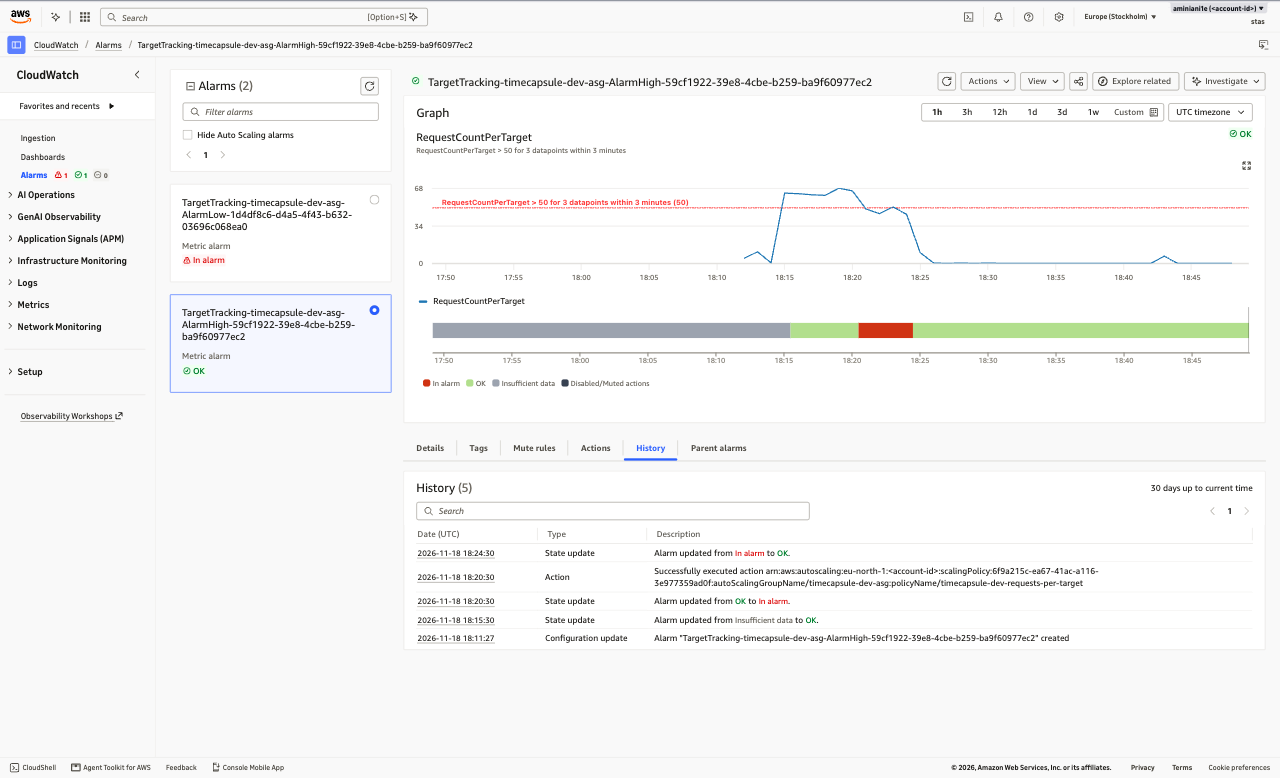 aws
Search [Option+S]
Europe (Stockholm) ▼
aminiani1e (<account-id>) ▼
stas
CloudWatch / Alarms / TargetTracking-timecapsule-dev-asg-AlarmHigh-59cf1922-39e8-4cbe-b259-ba9f60977ec2
CloudWatch
Favorites and recents
Ingestion
Dashboards
Alarms 1 1 0
AI Operations
GenAI Observability
Application Signals (APM)
Infrastructure Monitoring
Logs
Metrics
Network Monitoring
Setup
Observability Workshops
Alarms (2)
Filter alarms
Hide Auto Scaling alarms
1
TargetTracking-timecapsule-dev-asg-
AlarmLow-1d4df8c6-d4a5-4f43-b632-
03696c068ea0
Metric alarm
In alarm
TargetTracking-timecapsule-dev-asg-
AlarmHigh-59cf1922-39e8-4cbe-b259-
ba9f60977ec2
Metric alarm
OK
TargetTracking-timecapsule-dev-asg-AlarmHigh-59cf1922-39e8-4cbe-b259-ba9f60977ec2
Actions View Explore related Investigate
Graph
1h 3h 12h 1d 3d 1w Custom UTC timezone
RequestCountPerTarget
OK
RequestCountPerTarget > 50 for 3 datapoints within 3 minutes
68
RequestCountPerTarget > 50 for 3 datapoints within 3 minutes (50)
34
0
17:50 17:55 18:00 18:05 18:10 18:15 18:20 18:25 18:30 18:35 18:40 18:45
RequestCountPerTarget
17:50 17:55 18:00 18:05 18:10 18:15 18:20 18:25 18:30 18:35 18:40 18:45
In alarm OK Insufficient data Disabled/Muted actions
Details Tags Mute rules Actions History Parent alarms
History (5)
30 days up to current time
Search
1
Date (UTC) Type Description
2026-11-18 18:24:30 State update Alarm updated from In alarm to OK.
2026-11-18 18:20:30 Action Successfully executed action arn:aws:autoscaling:eu-north-1:<account-id>:scalingPolicy:6f9a215c-ea67-41ac-a116-
3e977359ad0f:autoScalingGroupName/timecapsule-dev-asg:policyName/timecapsule-dev-requests-per-target
2026-11-18 18:20:30 State update Alarm updated from OK to In alarm.
2026-11-18 18:15:30 State update Alarm updated from Insufficient data to OK.
2026-11-18 18:11:27 Configuration update Alarm "TargetTracking-timecapsule-dev-asg-AlarmHigh-59cf1922-39e8-4cbe-b259-ba9f60977ec2" created
CloudShell Agent Toolkit for AWS Feedback Console Mobile App
© 2026, Amazon Web Services, Inc. or its affiliates. Privacy Terms Cookie preferences